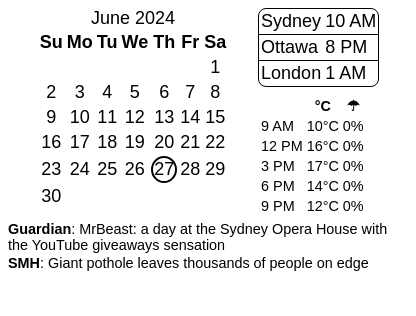 June 2024
Su Mo Tu We Th Fr Sa
1
2 3 4 5 6 7 8
9 10 11 12 13 14 15
16 17 18 19 20 21 22
23 24 25 26 27 28 29
30
Sydney 10 AM
Ottawa 8 PM
London 1 AM
°C ☂
9 AM 10°C 0%
12 PM 16°C 0%
3 PM 17°C 0%
6 PM 14°C 0%
9 PM 12°C 0%
Guardian: MrBeast: a day at the Sydney Opera House with
the YouTube giveaways sensation
SMH: Giant pothole leaves thousands of people on edge